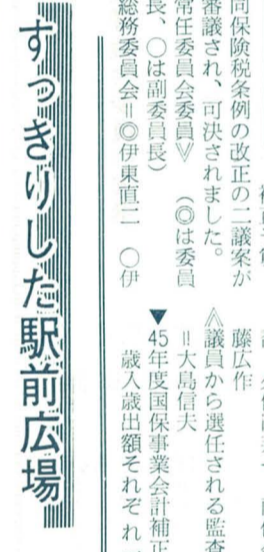 同保険税条例の改正の二議案が
審議され、可決されました。
常任委員会委員》 (◎は委員
長、○は副委員長)
総務委員会=◎伊東直二 ○伊
藤広作
《議員から選任される監査
=大島信夫
▼45年度国保事業会計補正
歳入歳出額それぞれ
すっきりした駅前広場